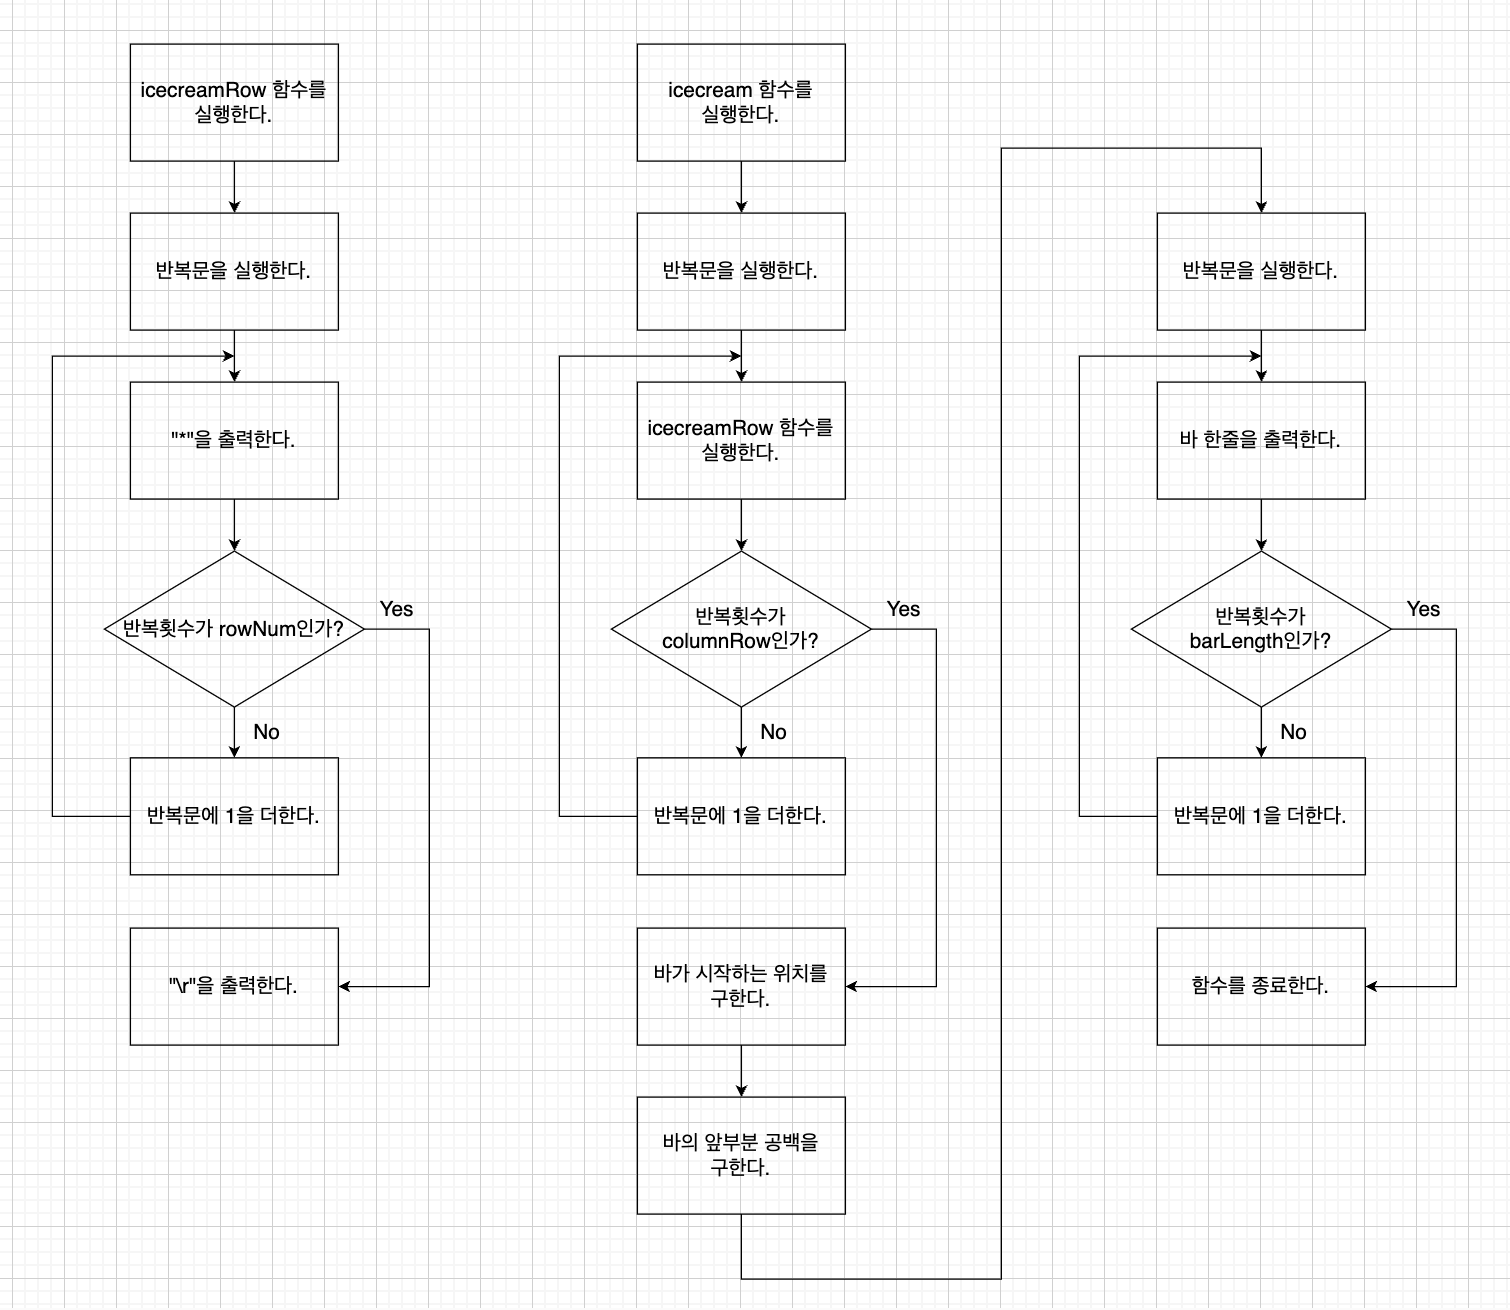 icecreamRow 함수를
실행한다.
반복문을 실행한다.
"*"을 출력한다.
반복횟수가 rowNum인가?
Yes
No
반복문에 1을 더한다.
"\r"을 출력한다.
icecream 함수를
실행한다.
반복문을 실행한다.
icecreamRow 함수를
실행한다.
반복횟수가
columnRow인가?
Yes
No
반복문에 1을 더한다.
바가 시작하는 위치를
구한다.
바의 앞부분 공백을
구한다.
반복문을 실행한다.
바 한줄을 출력한다.
반복횟수가
barLength인가?
Yes
No
반복문에 1을 더한다.
함수를 종료한다.